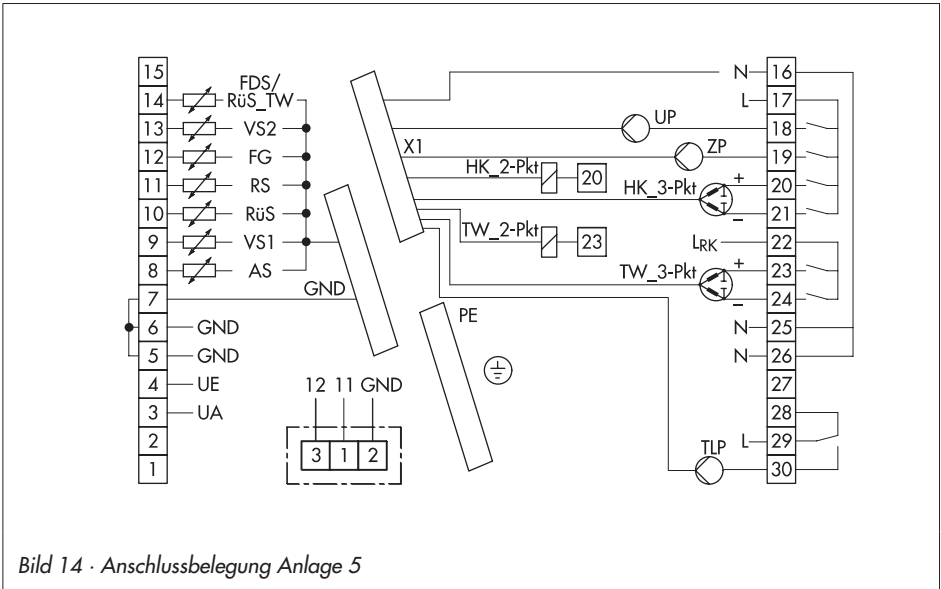 15
14 FDS/
RüS_TW
13 VS2
12 FG
11 RS
10 RüS
9 VS1
8 AS
7 GND
6 GND
5 GND
4 UE
3 UA
2
1
12 11 GND
3 1 2
X1
PE
UP
ZP
HK_2-Pkt 20
HK_3-Pkt + −
TW_2-Pkt 23
TW_3-Pkt + −
TLP
N 16
L 17
18
19
20
21
LRK 22
23
24
N 25
N 26
27
28
L 29
30
Bild 14 · Anschlussbelegung Anlage 5